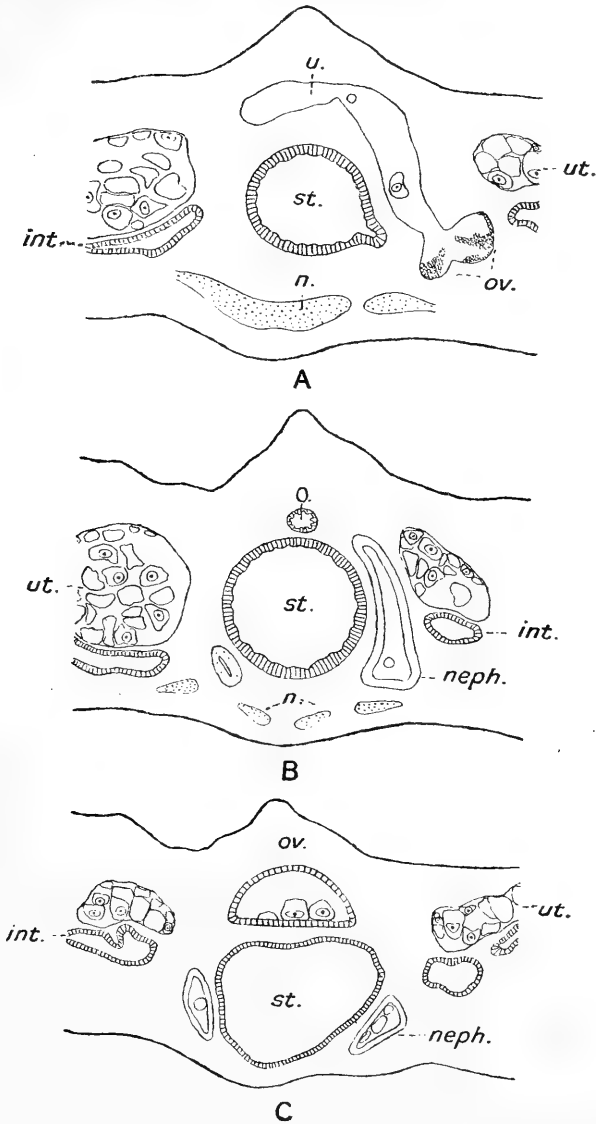 u.
ut.
st.
int.
n.
ov.
A
O.
ut.
st.
int.
neph.
n.
B
ov.
ut.
int.
st.
neph.
C